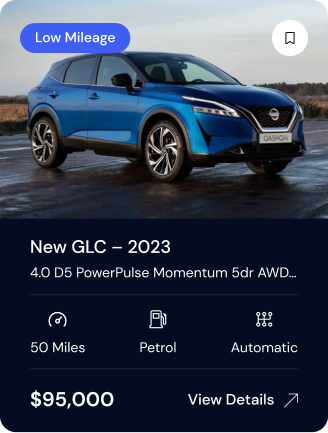 Low Mileage
QASHQAI
New GLC – 2023
4.0 D5 PowerPulse Momentum 5dr AWD...
50 Miles
Petrol
Automatic
$95,000
View Details